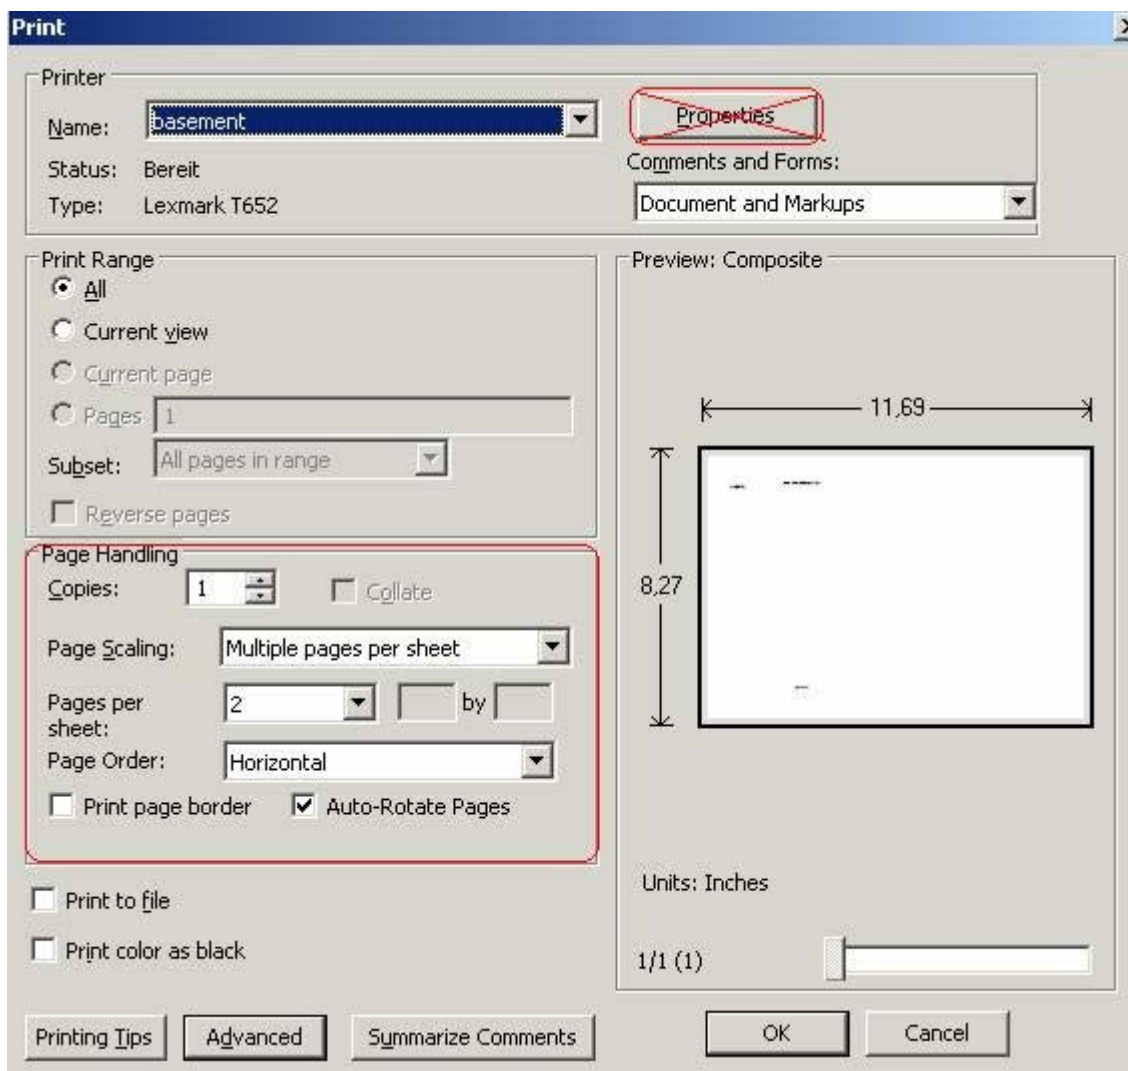 Print
Printer
Name: basement Properties
Status: Bereit Comments and Forms:
Type: Lexmark T652 Document and Markups
Print Range
All
Current view
Current page
Pages 1
Subset: All pages in range
Reverse pages
Page Handling
Copies: 1 Collate
Page Scaling: Multiple pages per sheet
Pages per sheet: 2 by
Page Order: Horizontal
Print page border Auto-Rotate Pages
Print to file
Print color as black
Preview: Composite
11,69
8,27
Units: Inches
1/1 (1)
Printing Tips Advanced Summarize Comments OK Cancel